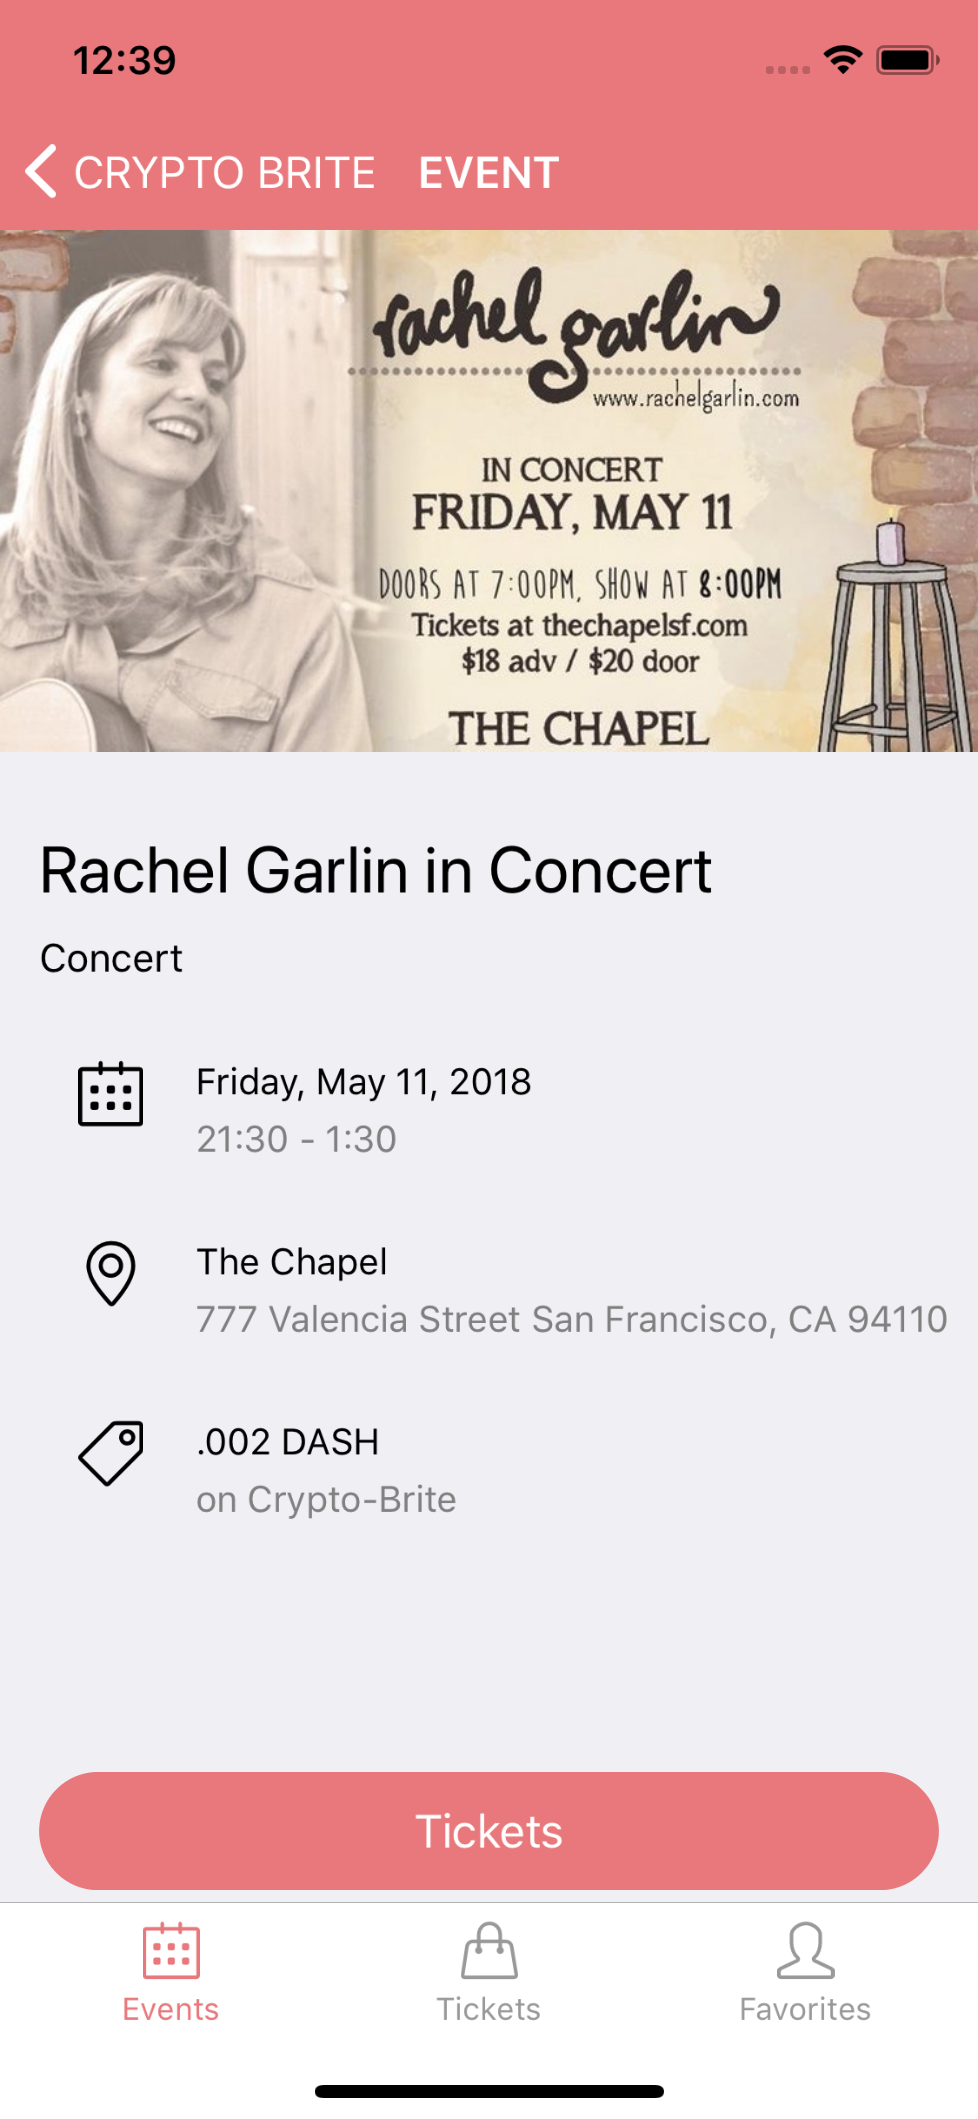 12:39
CRYPTO BRITE EVENT
rachel garlin
www.rachelgarlin.com
IN CONCERT
FRIDAY, MAY 11
DOORS AT 7:00PM, SHOW AT 8:00PM
Tickets at thechapelsf.com
$18 adv / $20 door
THE CHAPEL
Rachel Garlin in Concert
Concert
Friday, May 11, 2018
21:30 - 1:30
The Chapel
777 Valencia Street San Francisco, CA 94110
.002 DASH
on Crypto-Brite
Tickets
Events Tickets Favorites